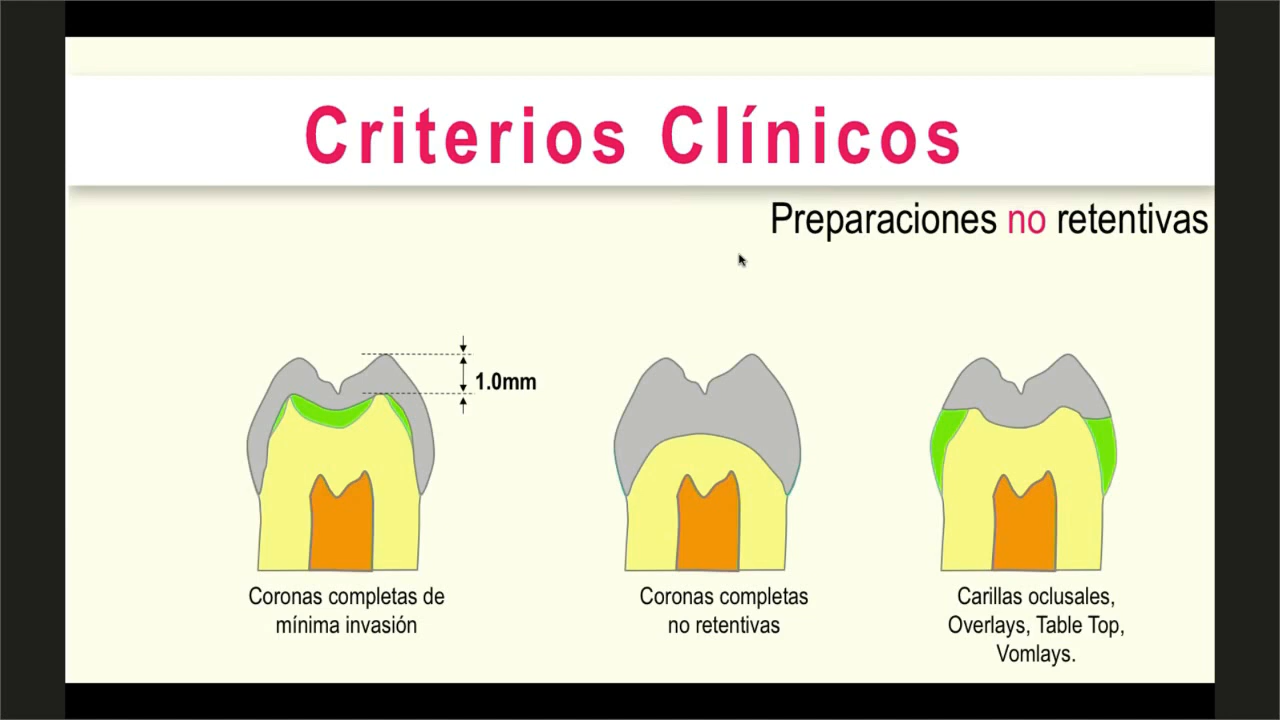 Criterios Clínicos
Preparaciones no retentivas
1.0mm
Coronas completas de
mínima invasión
Coronas completas
no retentivas
Carillas oclusales,
Overlays, Table Top,
Vomlays.